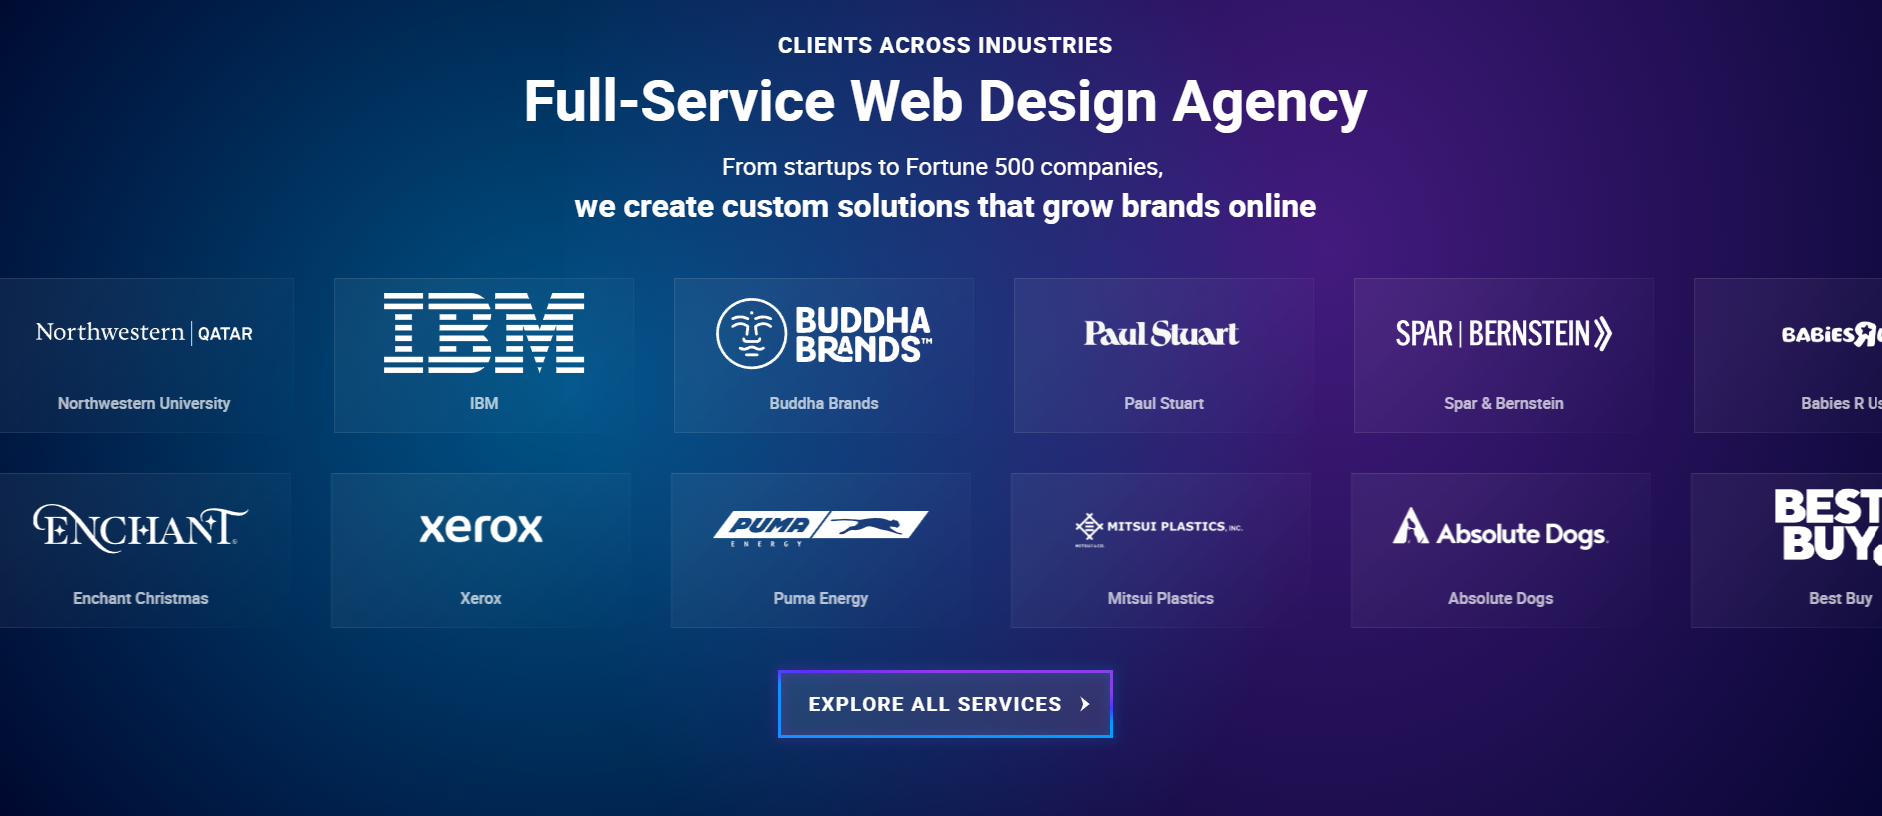 CLIENTS ACROSS INDUSTRIES
Full-Service Web Design Agency
From startups to Fortune 500 companies,
we create custom solutions that grow brands online
Northwestern | QATAR
Northwestern University
IBM
IBM
BUDDHA
BRANDS™
Buddha Brands
Paul Stuart
Paul Stuart
SPAR | BERNSTEIN
Spar & Bernstein
BABiES R
Babies R Us
ENCHANT
Enchant Christmas
xerox
Xerox
PUMA
ENERGY
Puma Energy
MITSUI PLASTICS, INC.
MITSUI & CO.
Mitsui Plastics
Absolute Dogs.
Absolute Dogs
BEST
BUY
Best Buy
EXPLORE ALL SERVICES